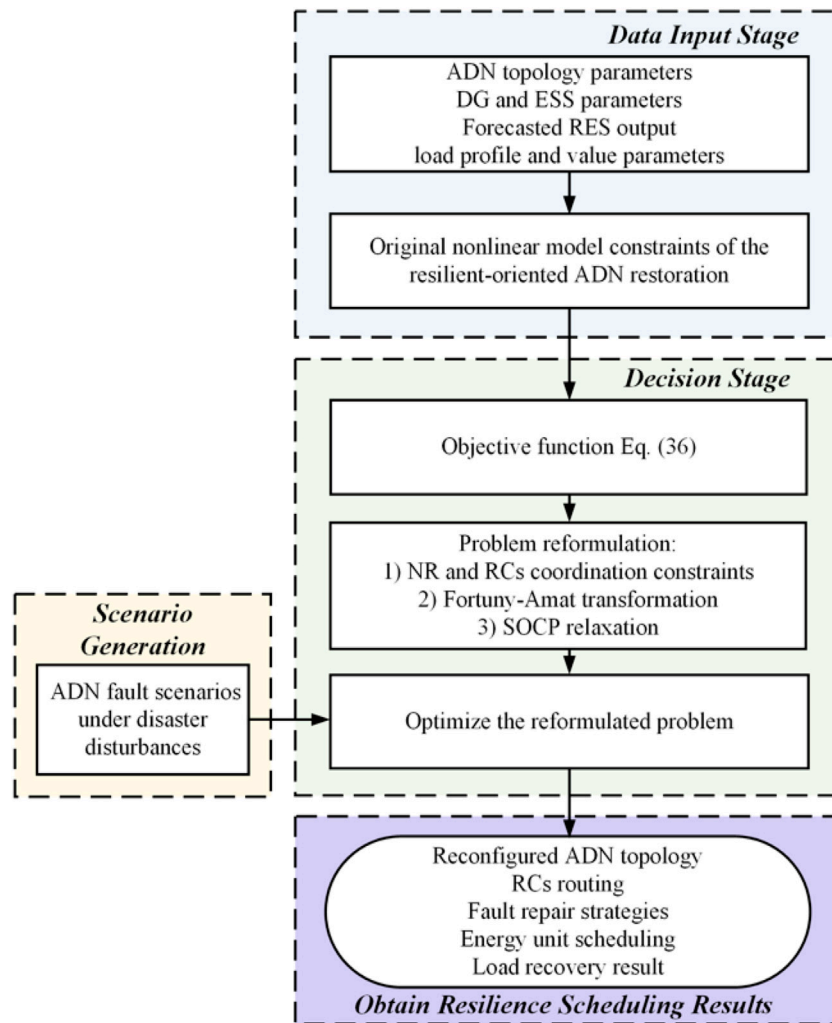 Data Input Stage
ADN topology parameters
DG and ESS parameters
Forecasted RES output
load profile and value parameters
Original nonlinear model constraints of the
resilient-oriented ADN restoration
Decision Stage
Objective function Eq. (36)
Problem reformulation:
1) NR and RCs coordination constraints
2) Fortuny-Amat transformation
3) SOCP relaxation
Scenario
Generation
ADN fault scenarios
under disaster
disturbances
Optimize the reformulated problem
Reconfigured ADN topology
RCs routing
Fault repair strategies
Energy unit scheduling
Load recovery result
Obtain Resilience Scheduling Results